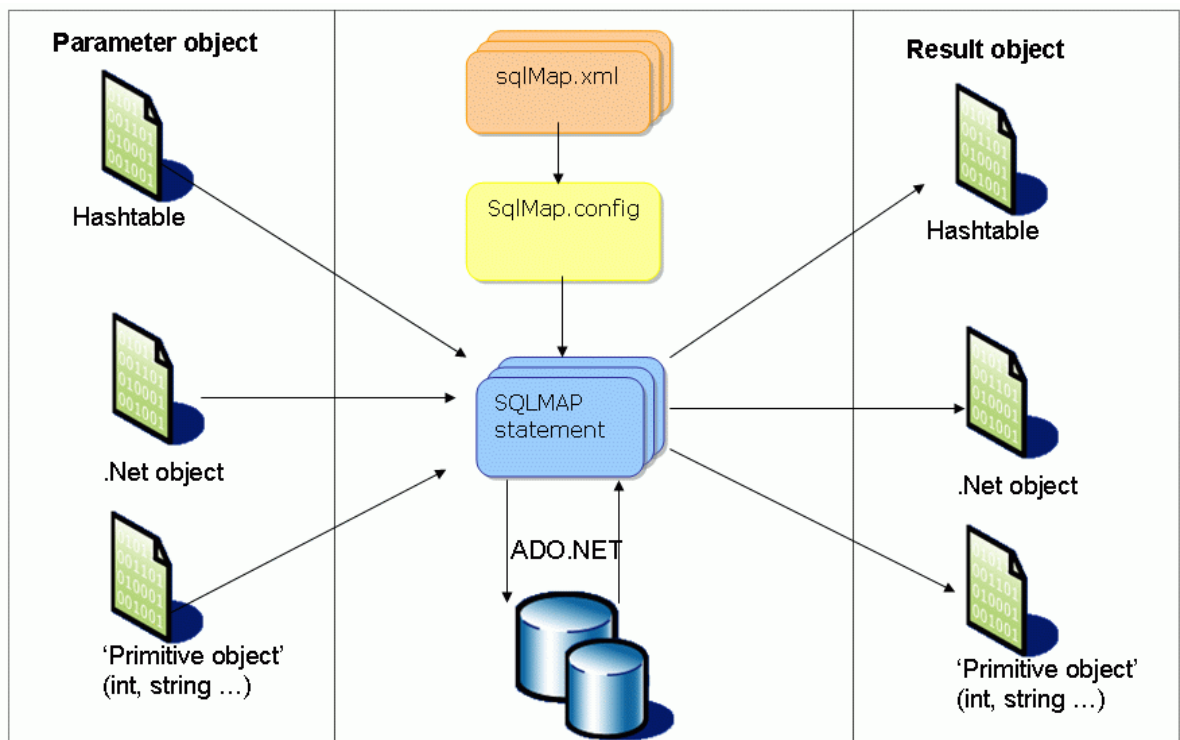 Parameter object
Hashtable
.Net object
‘Primitive object’
(int, string ...)
sqlMap.xml
SqlMap.config
SQLMAP
statement
ADO.NET
Result object
Hashtable
.Net object
‘Primitive object’
(int, string ...)